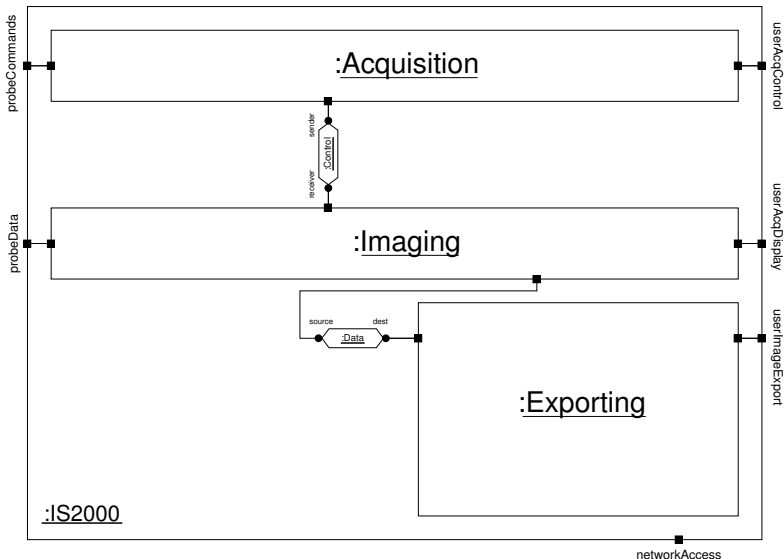 probeCommands
:Acquisition
userAcqControl
sender
:Control
receiver
probeData
:Imaging
userAcqDisplay
source
dest
:Data
userImageExport
:Exporting
:IS2000
networkAccess